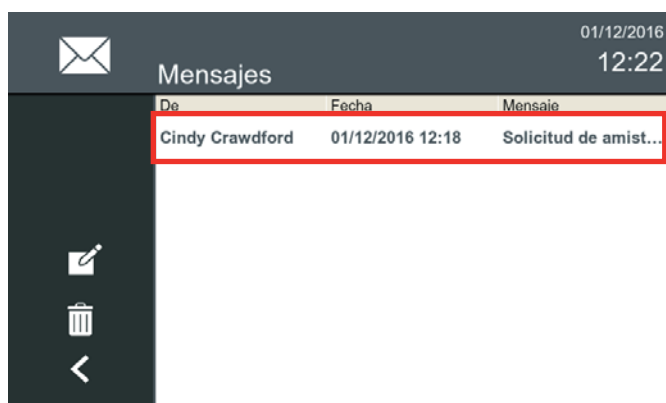 01/12/2016
12:22
Mensajes
De Fecha Mensaje
Cindy Crawdford 01/12/2016 12:18 Solicitud de amist...